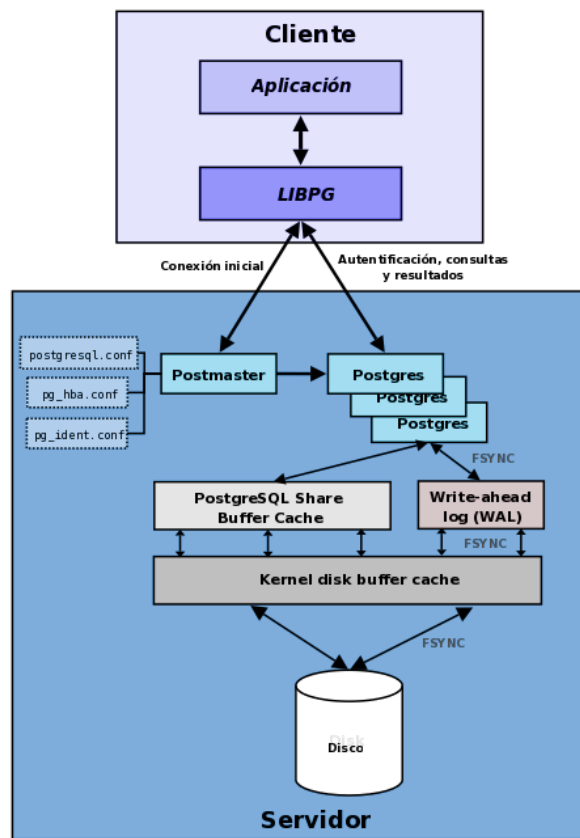 Cliente
Aplicación
LIBPG
Conexión inicial
Autentificación, consultas
y resultados
postgresql.conf
pg_hba.conf
pg_ident.conf
Postmaster
Postgres
Postgres
Postgres
FSYNC
PostgreSQL Share
Buffer Cache
Write-ahead
log (WAL)
FSYNC
Kernel disk buffer cache
FSYNC
Disk
Disco
Servidor